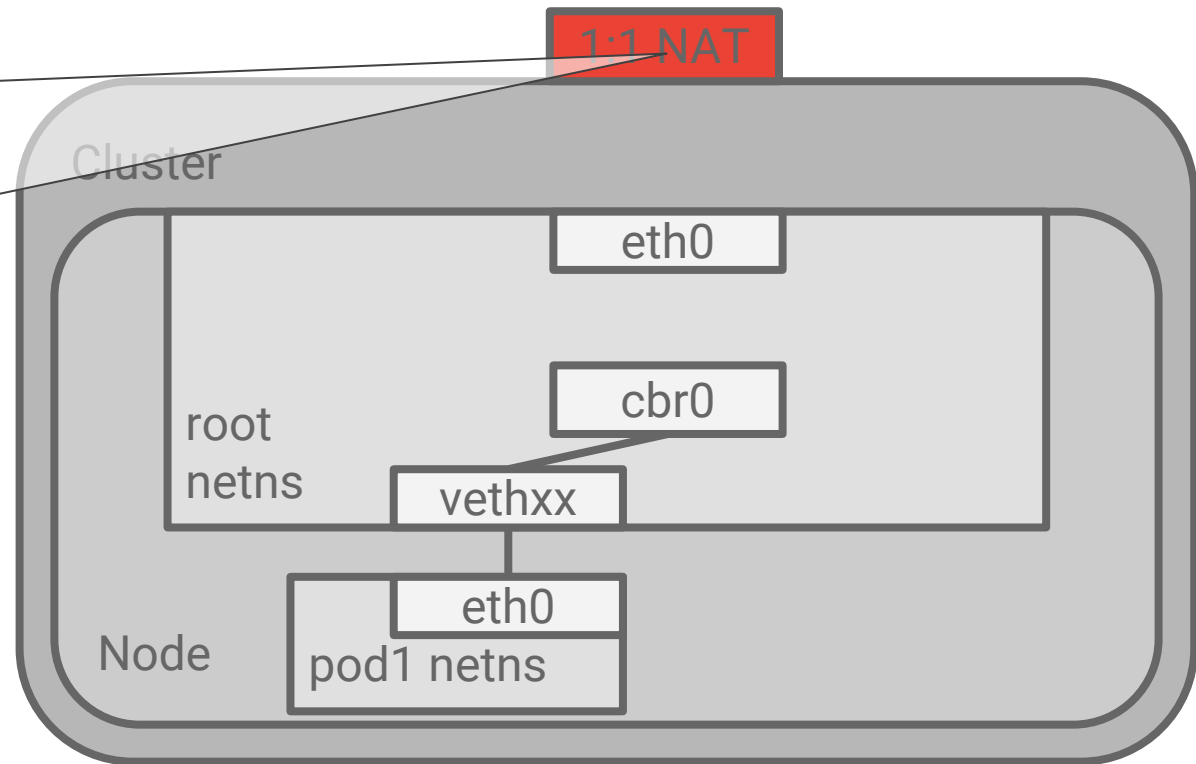 1:1 NAT
Cluster
eth0
cbr0
root
netns
vethxx
eth0
pod1 netns
Node